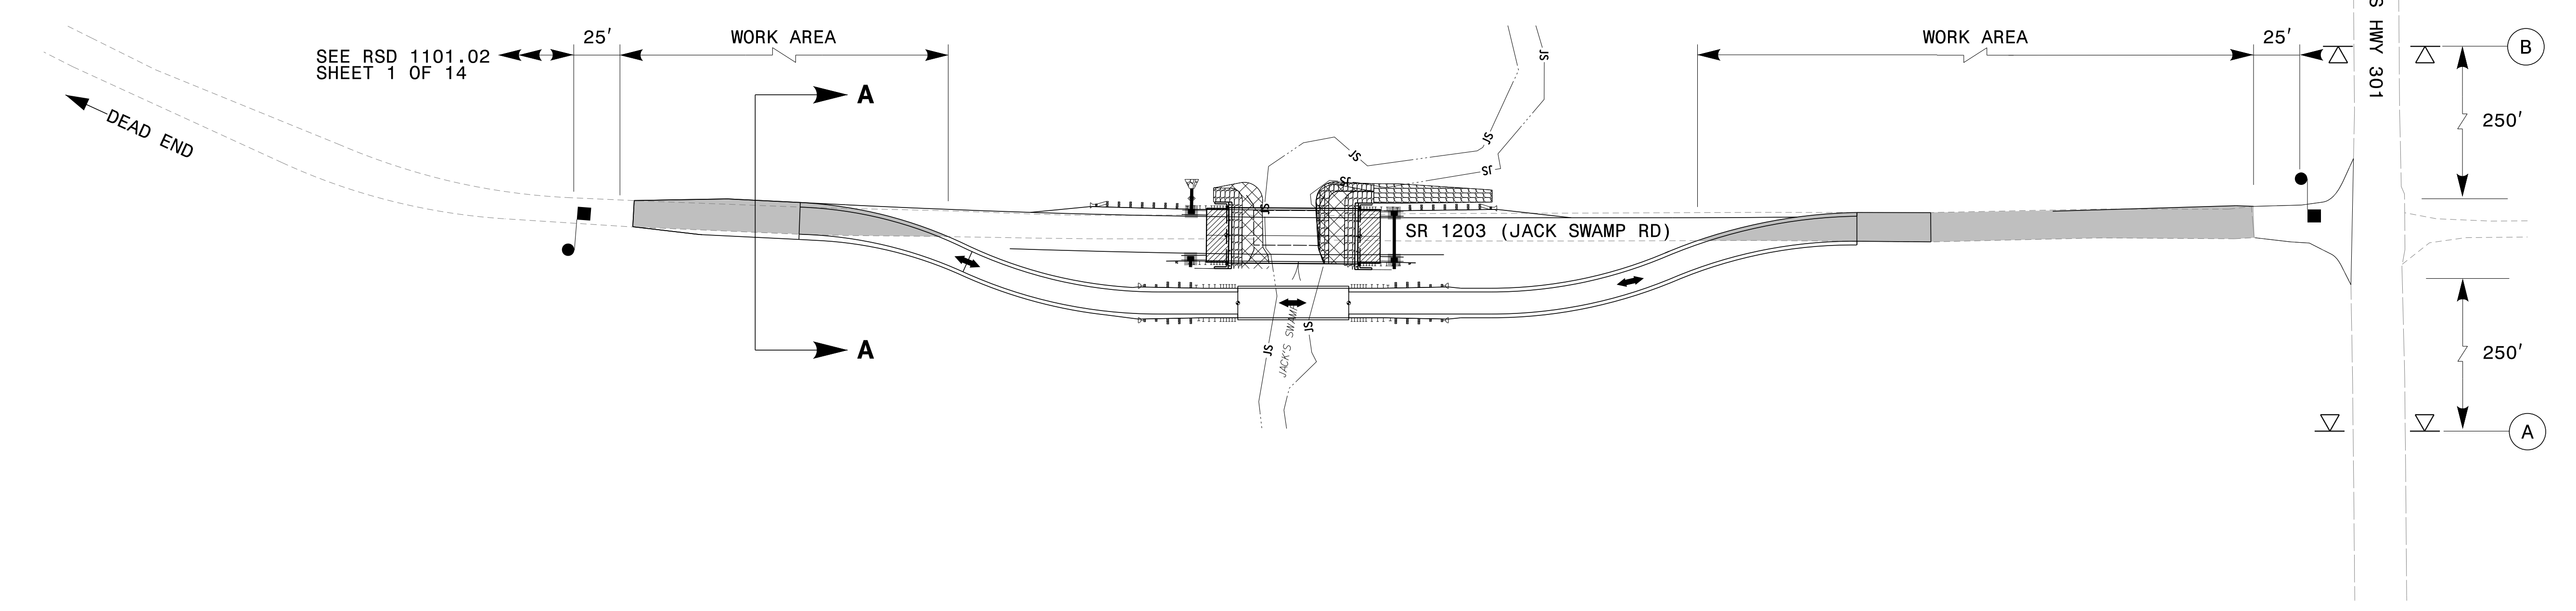 25'
WORK AREA
SEE RSD 1101.02
SHEET 1 OF 14
DEAD END
A
A
JS
JS
JS
JS
JS
JS
SR 1203 (JACK SWAMP RD)
JS
JS
JACK'S SWAMP
WORK AREA
25'
S HWY 301
B
250'
250'
A